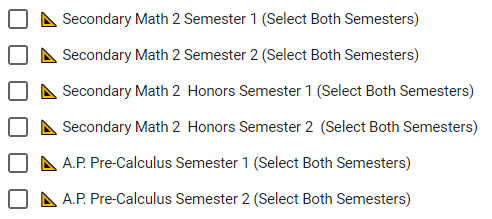 Secondary Math 2 Semester 1 (Select Both Semesters)
Secondary Math 2 Semester 2 (Select Both Semesters)
Secondary Math 2  Honors Semester 1 (Select Both Semesters)
Secondary Math 2  Honors Semester 2  (Select Both Semesters)
A.P. Pre-Calculus Semester 1 (Select Both Semesters)
A.P. Pre-Calculus Semester 2 (Select Both Semesters)